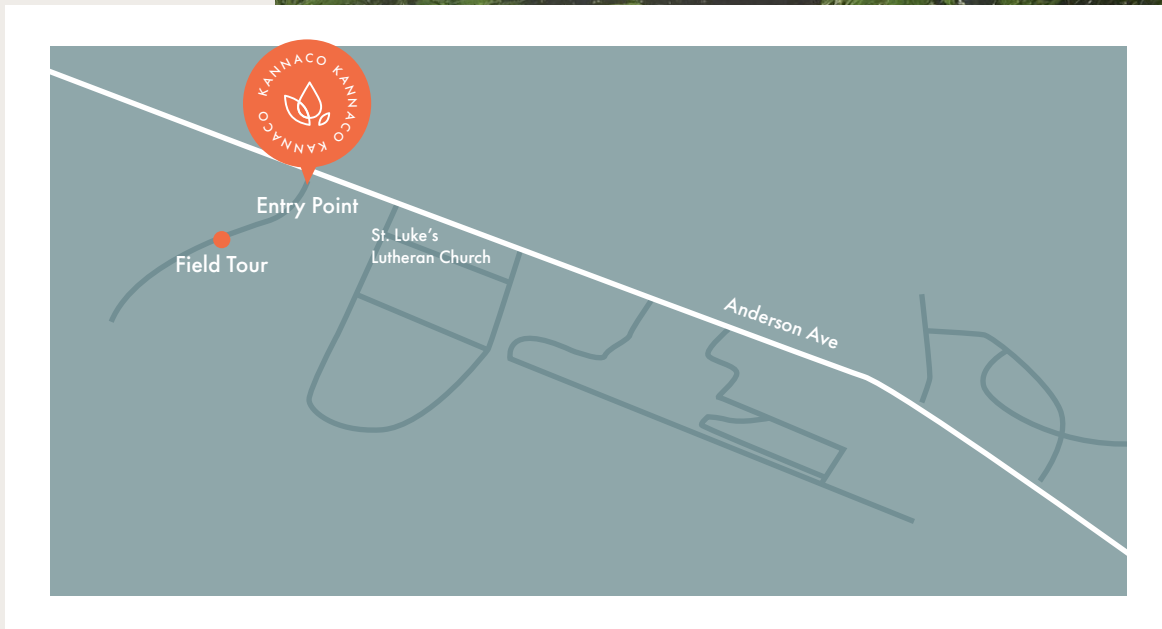 KANNACO KANNACO KANNACO
Entry Point
St. Luke's
Lutheran Church
Field Tour
Anderson Ave